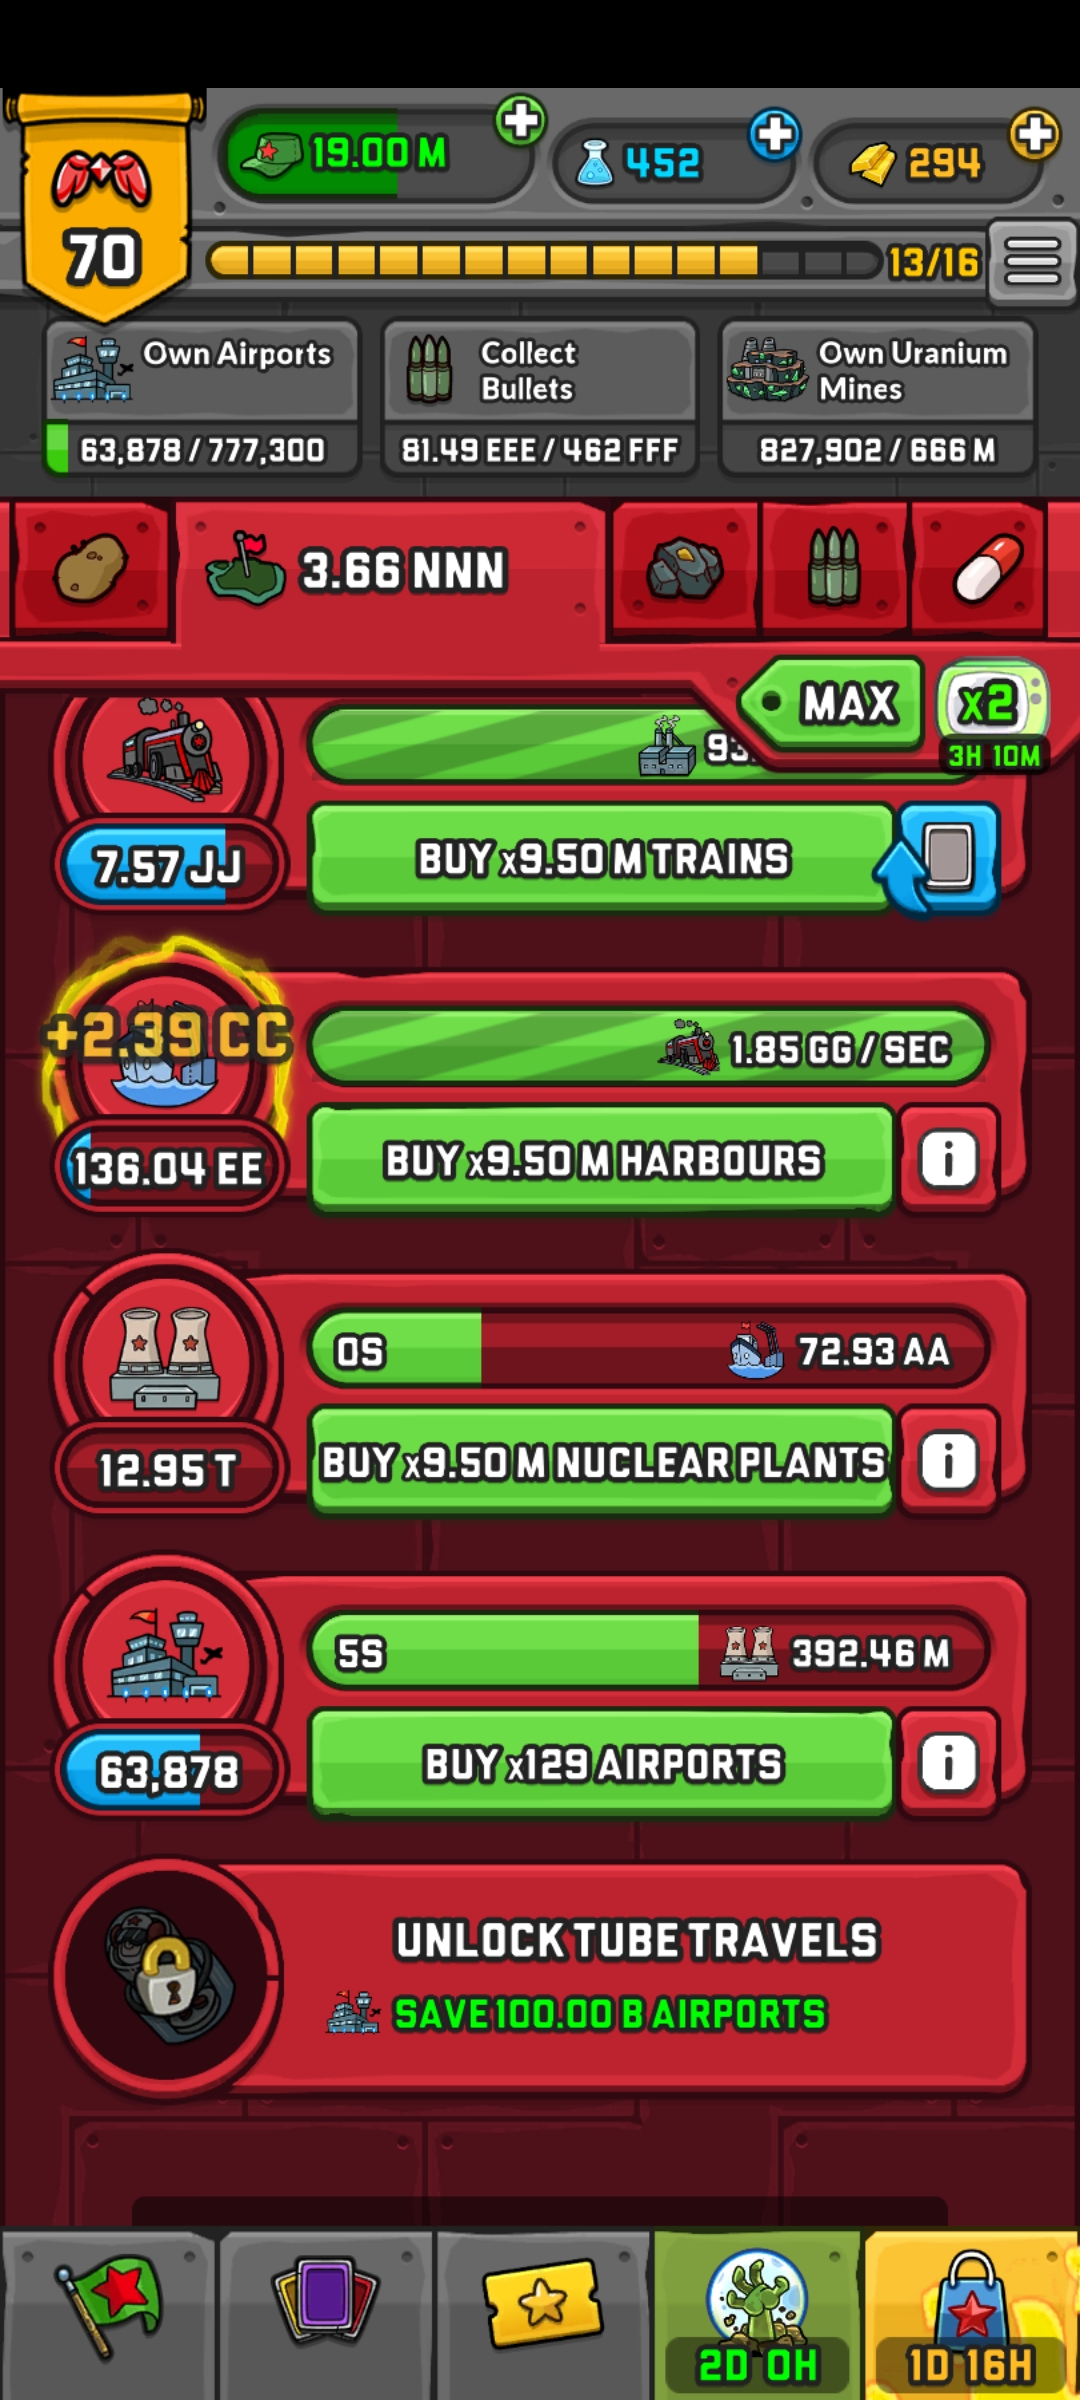 19.00 M
452
294
70
13/16
Own Airports
63,878 / 777,300
Collect
Bullets
81.49 EEE / 462 FFF
Own Uranium
Mines
827,902 / 666 M
3.66 NNN
MAX
x2
3H 10M
93
7.57 JJ
BUY x9.50 M TRAINS
+2.39 CC
1.85 GG / SEC
136.04 EE
BUY x9.50 M HARBOURS
i
0S
72.93 AA
12.95 T
BUY x9.50 M NUCLEAR PLANTS
i
5S
392.46 M
63,878
BUY x129 AIRPORTS
i
UNLOCK TUBE TRAVELS
SAVE 100.00 B AIRPORTS
2D 0H
1D 16H